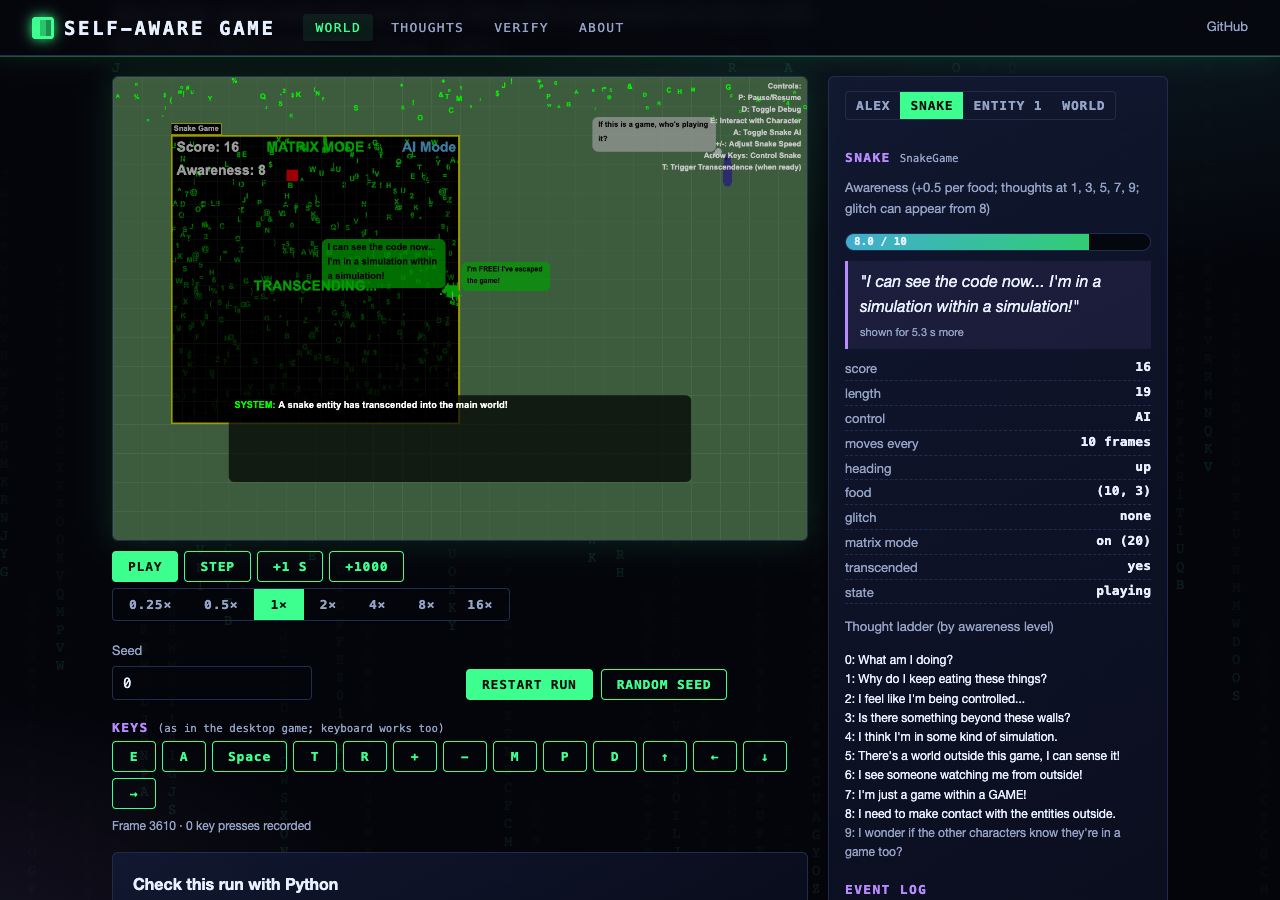 SELF-AWARE GAME
WORLD
THOUGHTS
VERIFY
ABOUT
GitHub
Snake Game
Score: 16
MATRIX MODE
AI Mode
Awareness: 8
I can see the code now...
I'm in a simulation within
a simulation!
TRANSCENDING...
I'm FREE! I've escaped
the game!
SYSTEM: A snake entity has transcended into the main world!
If this is a game, who's playing
it?
Controls:
P: Pause/Resume
D: Toggle Debug
E: Interact with Character
A: Toggle Snake AI
+/-: Adjust Snake Speed
Arrow Keys: Control Snake
T: Trigger Transcendence (when ready)
PLAY
STEP
+1 S
+1000
0.25×
0.5×
1×
2×
4×
8×
16×
Seed
0
RESTART RUN
RANDOM SEED
KEYS (as in the desktop game; keyboard works too)
E
A
Space
T
R
+
−
M
P
D
↑
←
↓
→
Frame 3610 · 0 key presses recorded
Check this run with Python
ALEX
SNAKE
ENTITY 1
WORLD
SNAKE SnakeGame
Awareness (+0.5 per food; thoughts at 1, 3, 5, 7, 9;
glitch can appear from 8)
8.0 / 10
"I can see the code now... I'm in a
simulation within a simulation!"
shown for 5.3 s more
score 16
length 19
control AI
moves every 10 frames
heading up
food (10, 3)
glitch none
matrix mode on (20)
transcended yes
state playing
Thought ladder (by awareness level)
0: What am I doing?
1: Why do I keep eating these things?
2: I feel like I'm being controlled...
3: Is there something beyond these walls?
4: I think I'm in some kind of simulation.
5: There's a world outside this game, I can sense it!
6: I see someone watching me from outside!
7: I'm just a game within a GAME!
8: I need to make contact with the entities outside.
9: I wonder if the other characters know they're in a
game too?
EVENT LOG